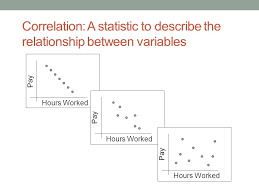 Correlation: A statistic to describe the
relationship between variables
Pay
Hours Worked
Pay
Hours Worked
Pay
Hours Worked